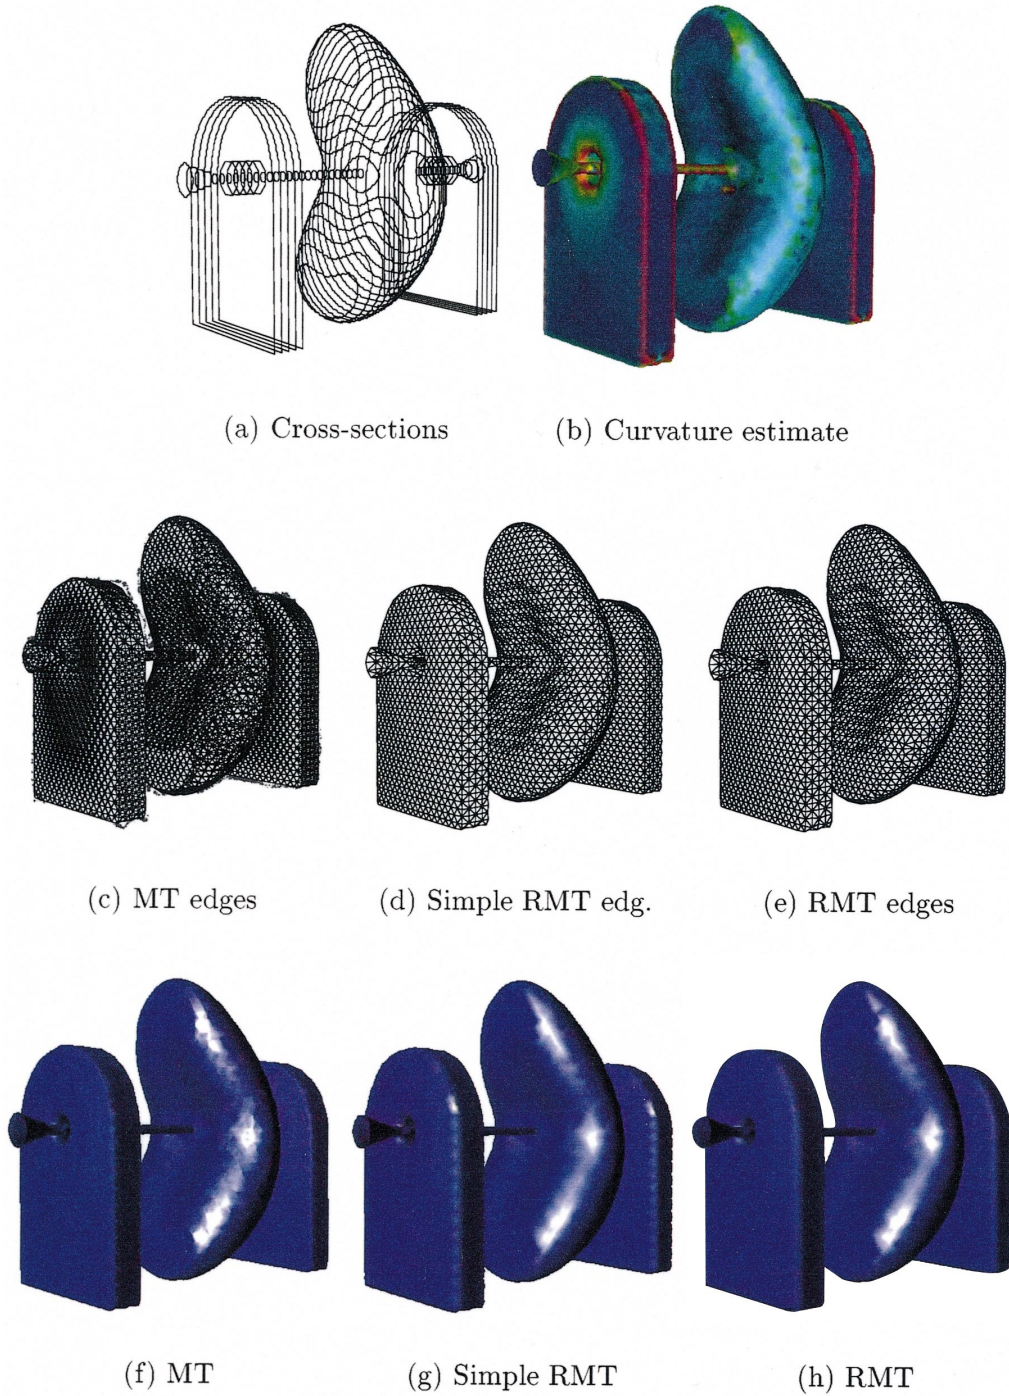 (a) Cross-sections
(b) Curvature estimate
(c) MT edges
(d) Simple RMT edg.
(e) RMT edges
(f) MT
(g) Simple RMT
(h) RMT